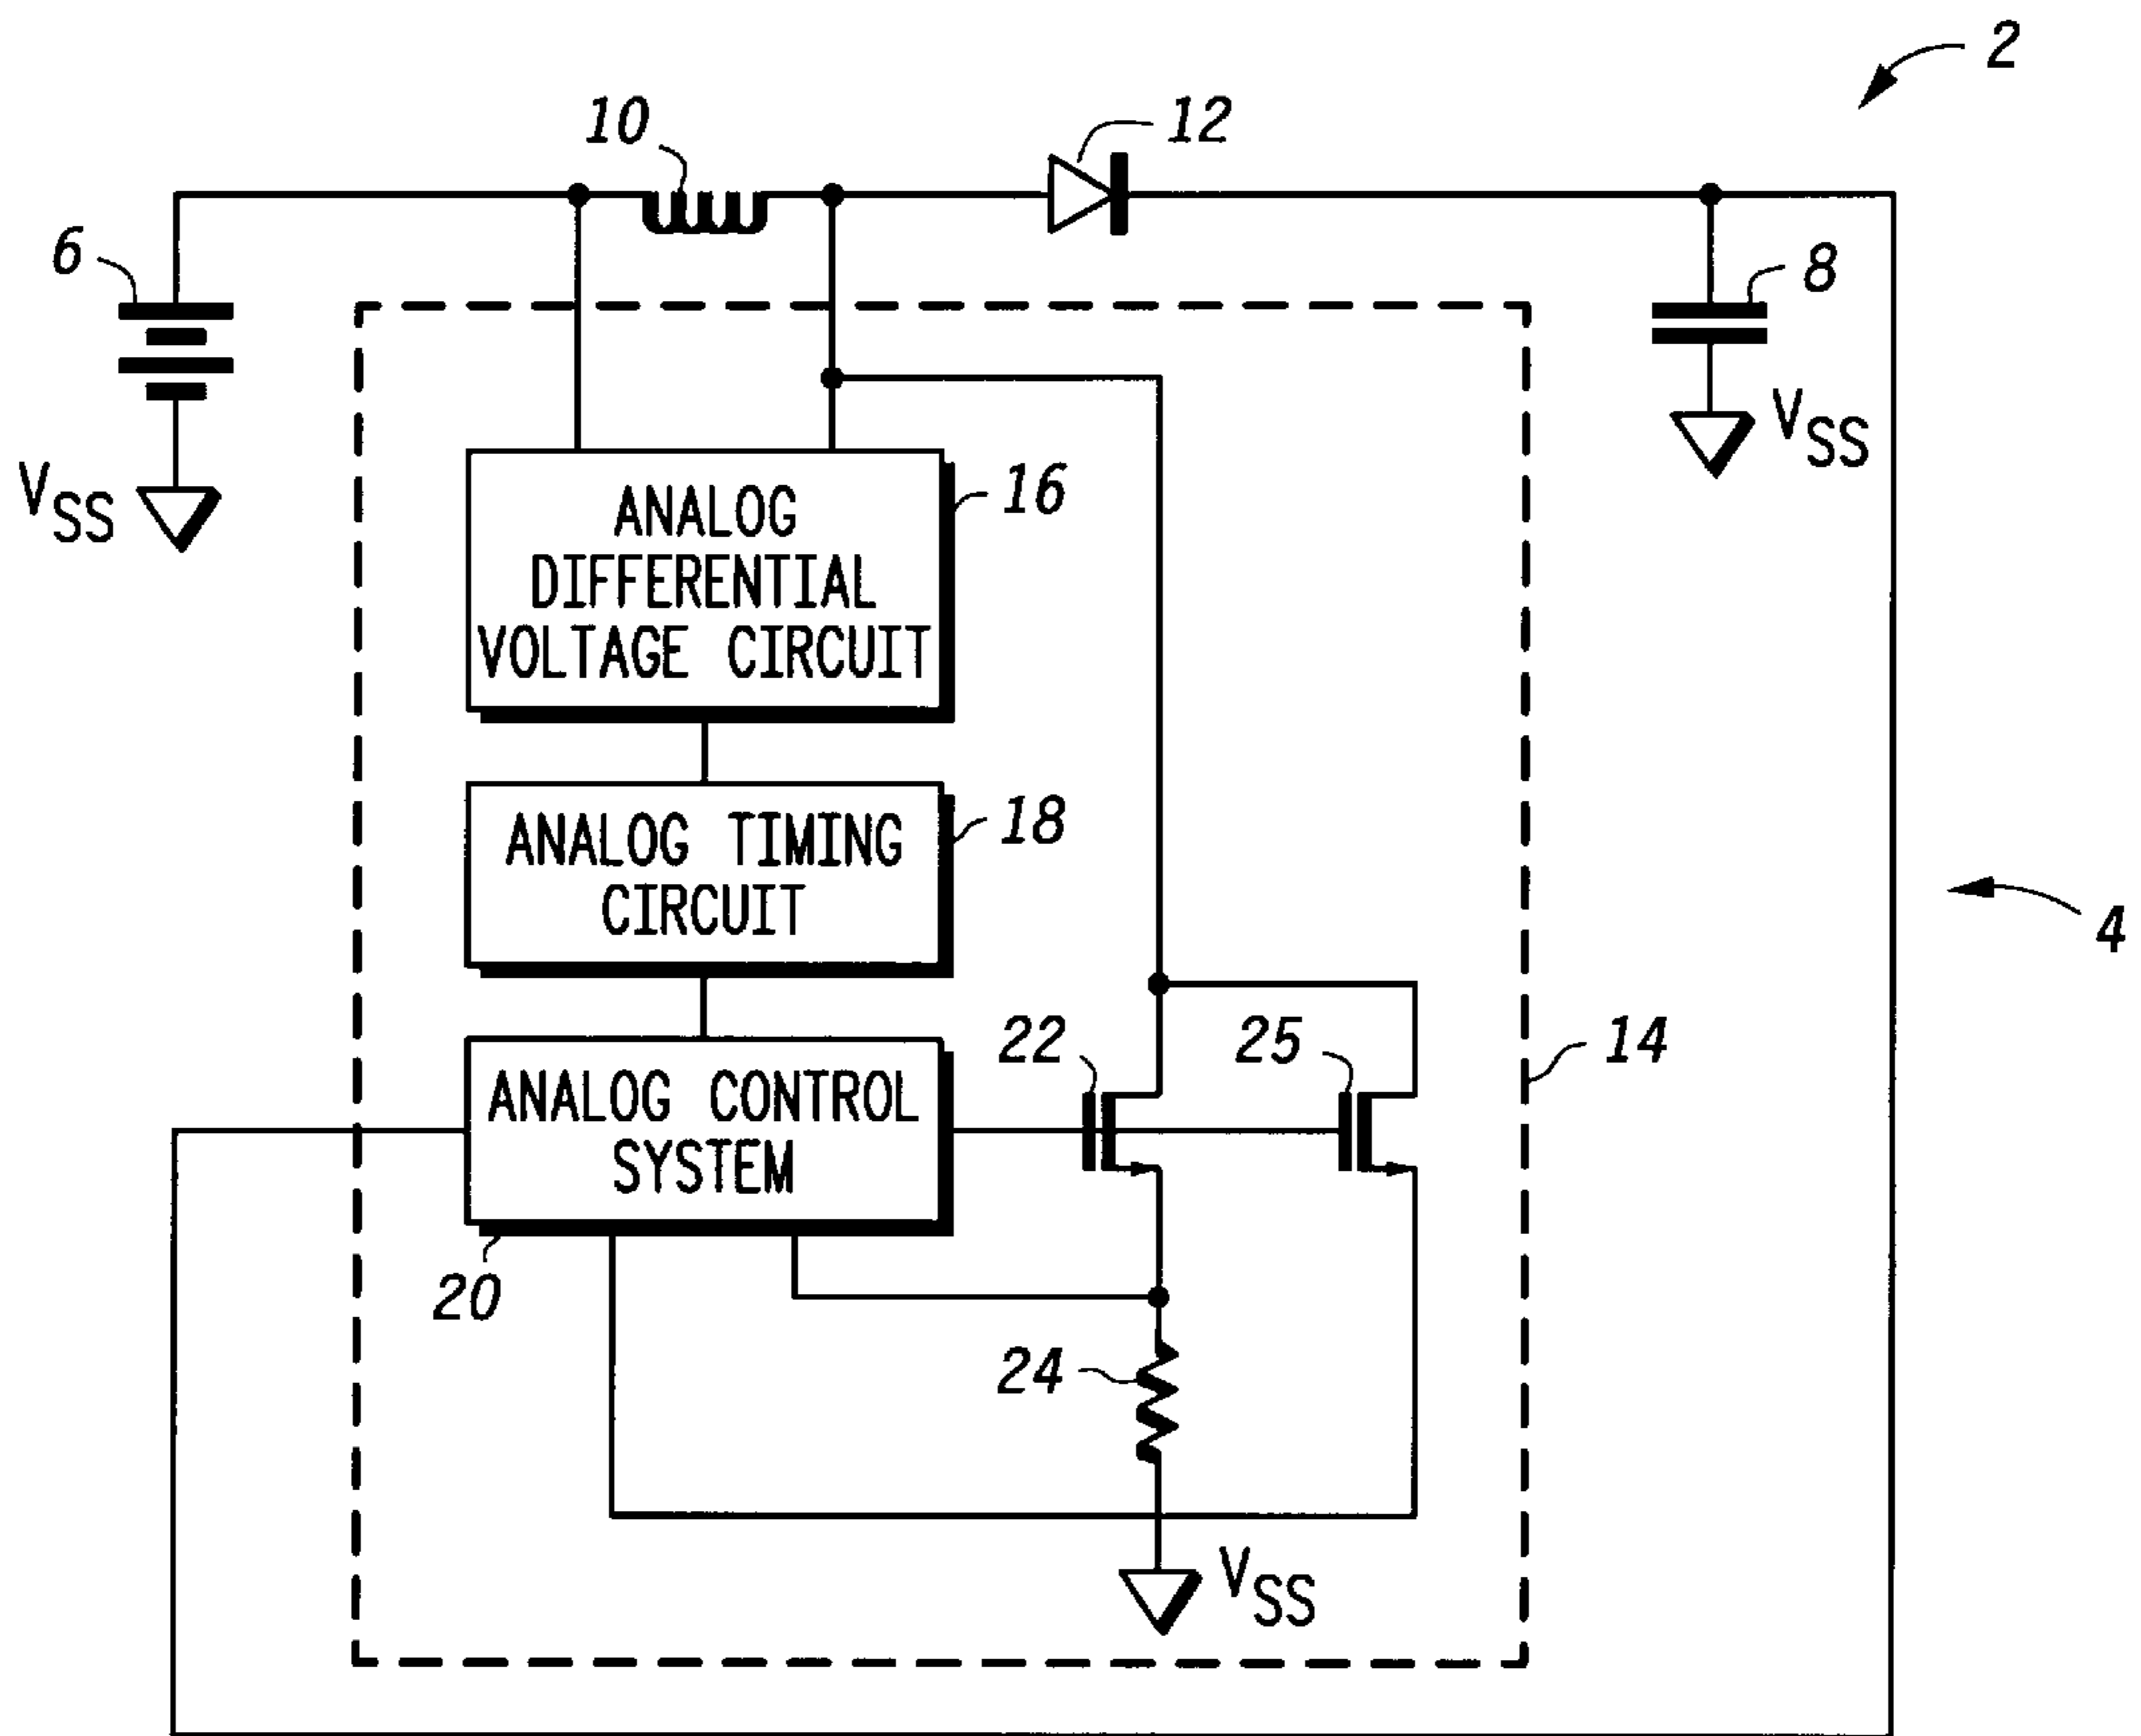 2
10
12
6
8
VSS
VSS
16
ANALOG
DIFFERENTIAL
VOLTAGE CIRCUIT
18
ANALOG TIMING
CIRCUIT
4
22
25
14
ANALOG CONTROL
SYSTEM
20
24
VSS